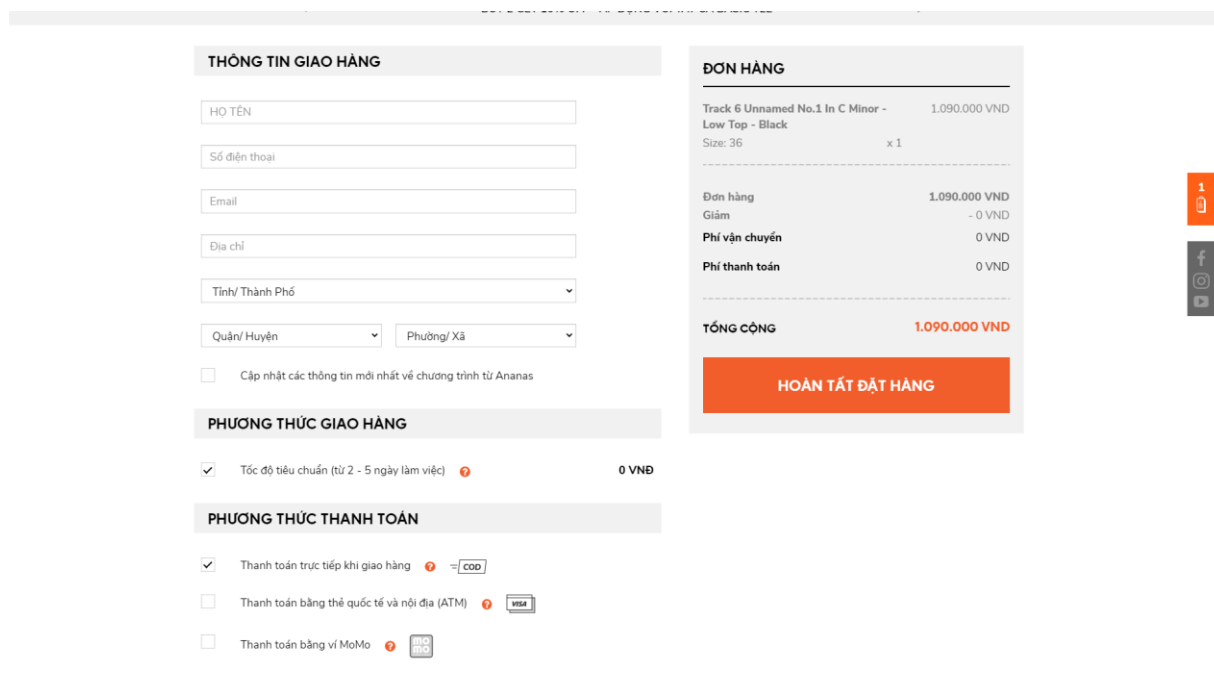 THÔNG TIN GIAO HÀNG
HỌ TÊN
Số điện thoại
Email
Địa chỉ
Tỉnh/ Thành Phố
Quận/ Huyện
Phường/ Xã
Cập nhật các thông tin mới nhất về chương trình từ Ananas
PHƯƠNG THỨC GIAO HÀNG
Tốc độ tiêu chuẩn (từ 2 - 5 ngày làm việc) 0 VNĐ
PHƯƠNG THỨC THANH TOÁN
Thanh toán trực tiếp khi giao hàng COD
Thanh toán bằng thẻ quốc tế và nội địa (ATM) VISA
Thanh toán bằng ví MoMo mo mo
ĐƠN HÀNG
Track 6 Unnamed No.1 In C Minor - 1.090.000 VND
Low Top - Black
Size: 36 x 1
Đơn hàng 1.090.000 VND
Giảm - 0 VND
Phí vận chuyển 0 VND
Phí thanh toán 0 VND
TỔNG CỘNG 1.090.000 VND
HOÀN TẤT ĐẶT HÀNG
1